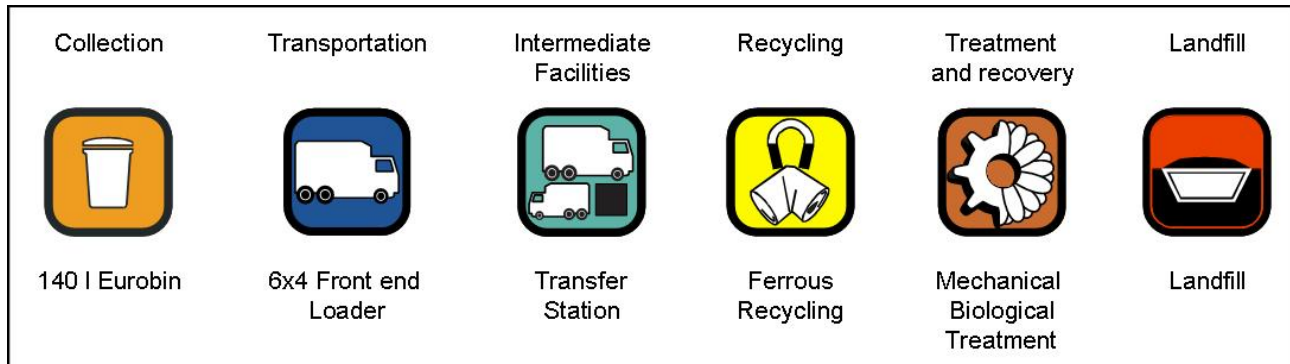 Collection
Transportation
Intermediate
Facilities
Recycling
Treatment
and recovery
Landfill
140 l Eurobin
6x4 Front end
Loader
Transfer
Station
Ferrous
Recycling
Mechanical
Biological
Treatment
Landfill